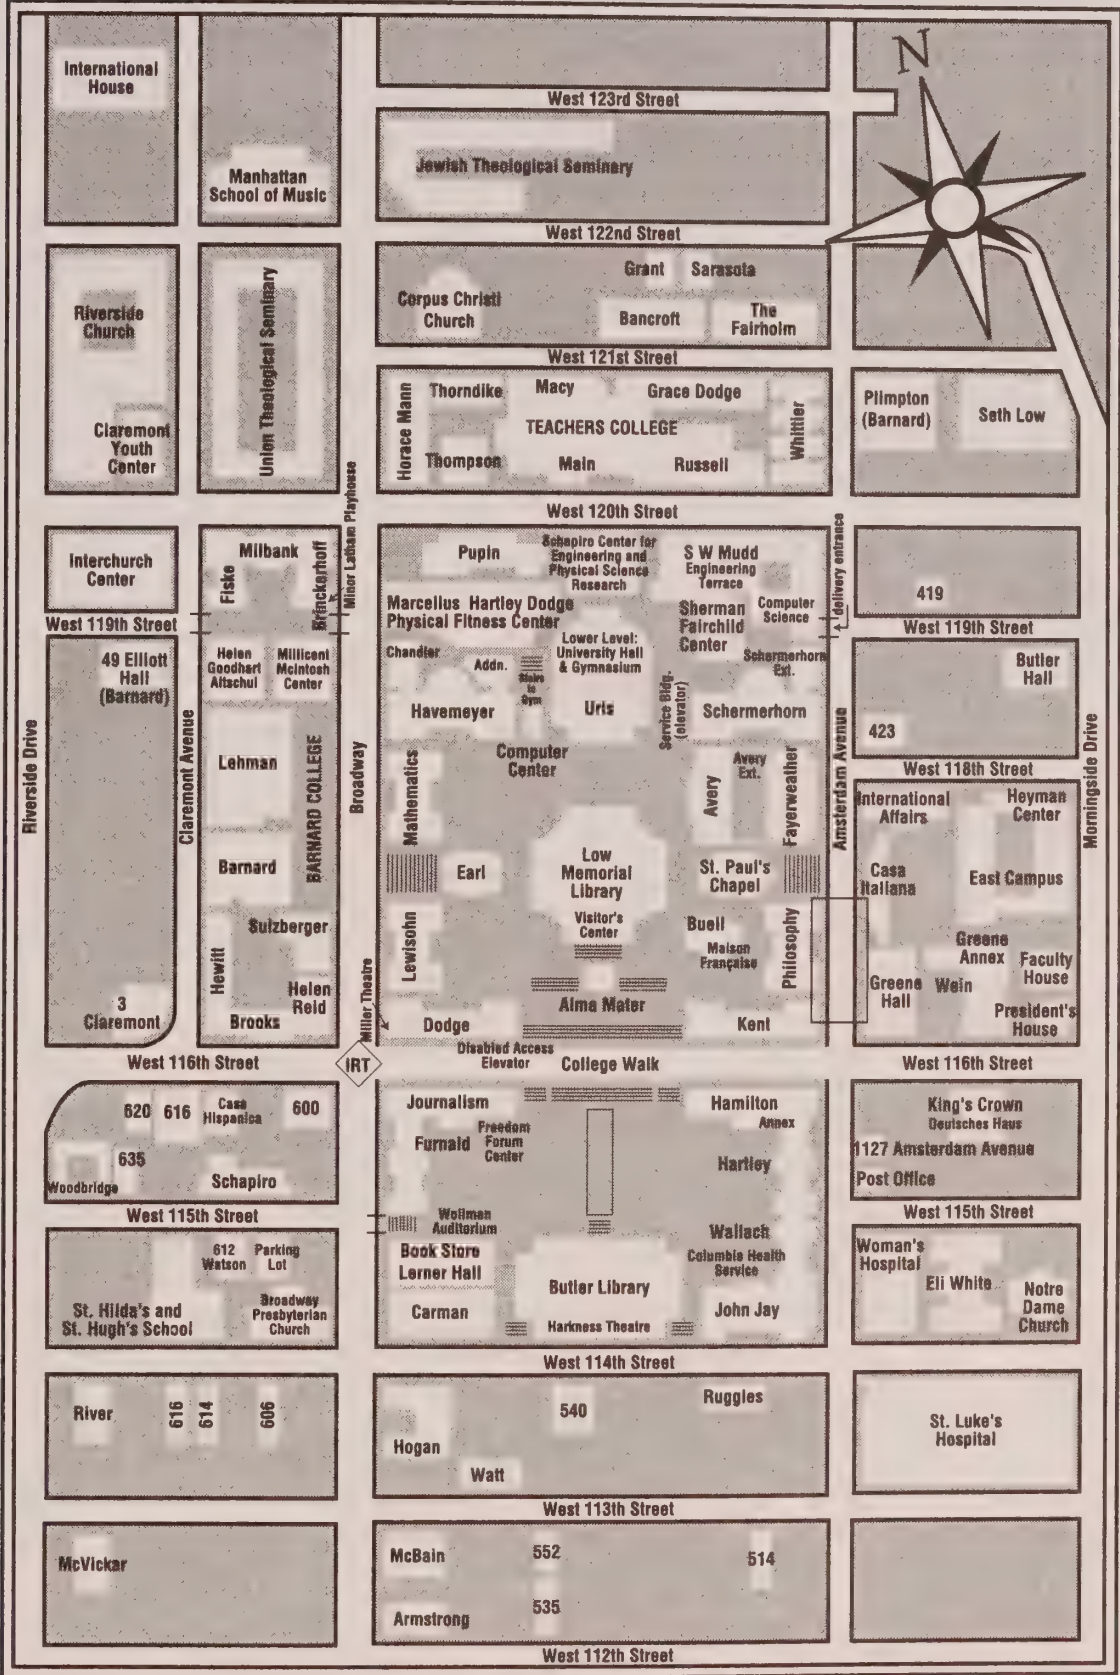 N
International
House
Manhattan
School of Music
West 123rd Street
Jewish Theological Seminary
West 122nd Street
Riverside
Church
Claremont
Youth
Center
Union Theological Seminary
Corpus Christi
Church
Grant
Sarasota
Bancroft
The
Fairholm
West 121st Street
Horace Mann
Thorndike
Macy
Grace Dodge
TEACHERS COLLEGE
Thompson
Main
Russell
Whittier
Plimpton
(Barnard)
Seth Low
West 120th Street
Interchurch
Center
West 119th Street
Milbank
Fiske
Brinckerhoff
Minor Latham Playhouse
Pupin
Schapiro Center for
Engineering and
Physical Science
Research
S W Mudd
Engineering
Terrace
Computer
Science
Sherman
Fairchild
Center
delivery entrance
419
West 119th Street
Marcellus Hartley Dodge
Physical Fitness Center
Lower Level:
University Hall
& Gymnasium
Chandler
Addn.
Stairs
to
Gym
Havemeyer
Uris
Service Bldg.
(elevator)
Schermerhorn
Ext.
Schermerhorn
49 Elliott
Hall
(Barnard)
Helen
Goodhart
Altschul
Millicent
McIntosh
Center
Butler
Hall
423
West 118th Street
Riverside Drive
Claremont Avenue
Broadway
Amsterdam Avenue
Morningside Drive
Lehman
BARNARD COLLEGE
Barnard
Sulzberger
Hewitt
Helen
Reid
Brooks
3
Claremont
Mathematics
Computer
Center
Avery
Avery
Ext.
Fayerweather
Earl
Low
Memorial
Library
Visitor's
Center
St. Paul's
Chapel
Lewisohn
Buell
Maison
Française
Philosophy
Alma Mater
Miller Theatre
Dodge
Kent
International
Affairs
Heyman
Center
Casa
Italiana
East Campus
Greene
Annex
Faculty
House
Greene
Hall
Wein
President's
House
West 116th Street
IRT
Disabled Access
Elevator
College Walk
West 116th Street
620
616
Casa
Hispanica
600
635
Woodbridge
Schapiro
West 115th Street
Journalism
Furnald
Freedom
Forum
Center
Hamilton
Annex
Hartley
King's Crown
Deutsches Haus
1127 Amsterdam Avenue
Post Office
West 115th Street
Wollman
Auditorium
Book Store
Lerner Hall
Carman
Butler Library
Harkness Theatre
Wallach
Columbia Health
Service
John Jay
612
Watson
Parking
Lot
St. Hilda's and
St. Hugh's School
Broadway
Presbyterian
Church
Woman's
Hospital
Eli White
Notre
Dame
Church
West 114th Street
River
616
614
606
Hogan
Watt
540
Ruggles
St. Luke's
Hospital
West 113th Street
McVickar
McBain
552
514
Armstrong
535
West 112th Street